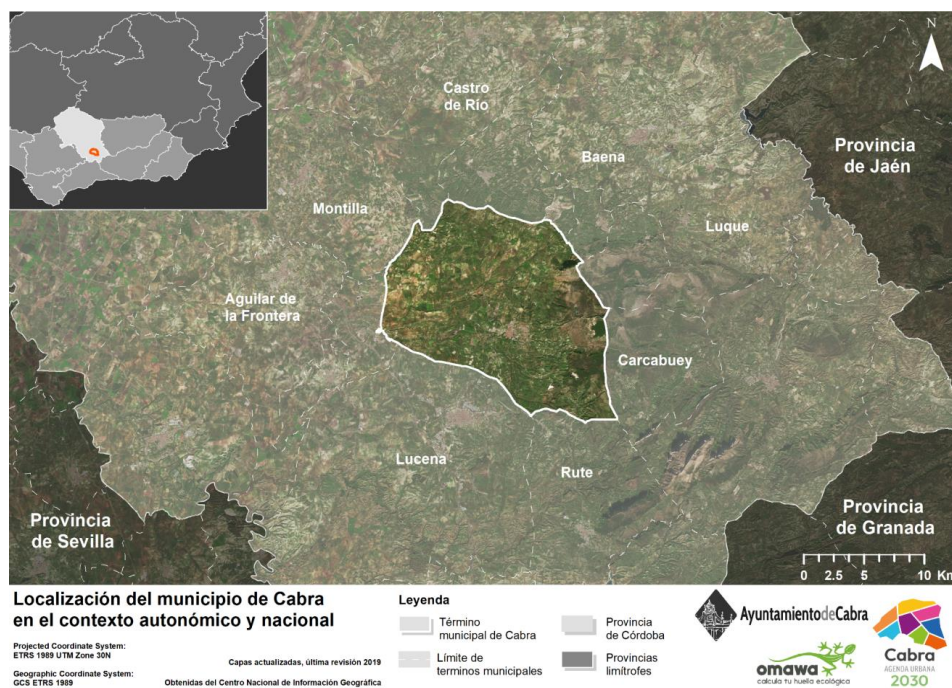 N
Castro
de Río
Baena
Provincia
de Jaén
Montilla
Luque
Aguilar de
la Frontera
Carcabuey
Lucena
Rute
Provincia
de Sevilla
Provincia
de Granada
0 2.5 5 10 Km
Localización del municipio de Cabra
en el contexto autonómico y nacional
Projected Coordinate System:
ETRS 1989 UTM Zone 30N
Geographic Coordinate System:
GCS ETRS 1989
Capas actualizadas, última revisión 2019
Obtenidas del Centro Nacional de Información Geográfica
Leyenda
Término
municipal de Cabra
Límite de
terminos municipales
Provincia
de Córdoba
Provincias
limítrofes
AyuntamientodeCabra
omawa
calcula tu huella ecológica
Cabra
AGENDA URBANA
2030